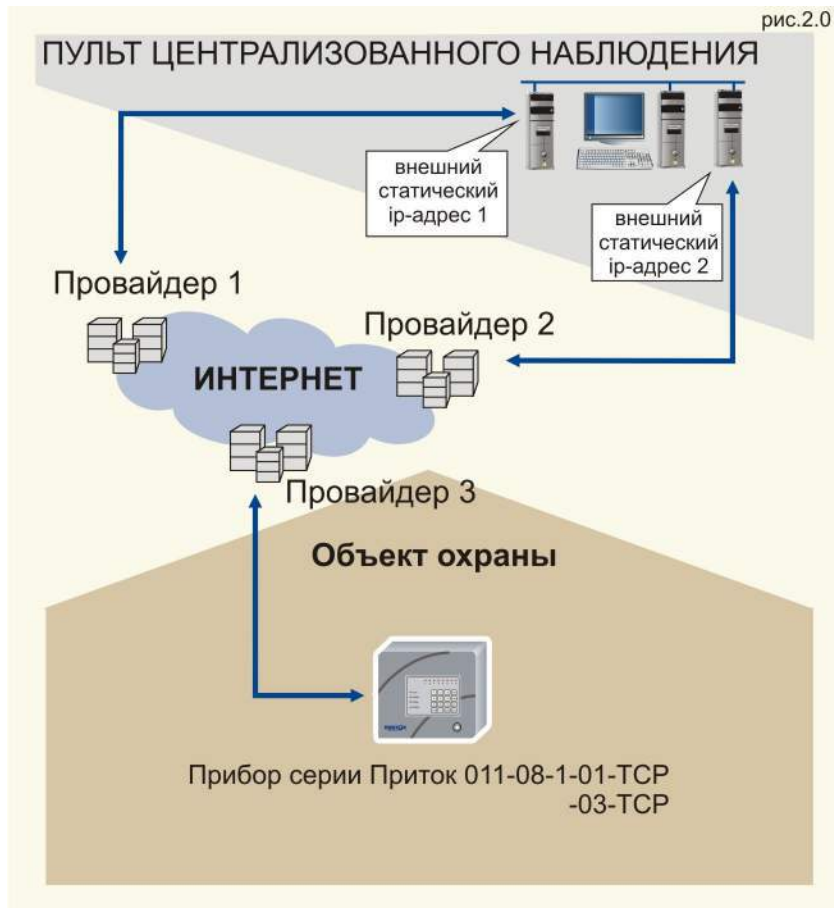 рис.2.0
ПУЛЬТ ЦЕНТРАЛИЗОВАННОГО НАБЛЮДЕНИЯ
внешний
статический
ip-адрес 1
внешний
статический
ip-адрес 2
Провайдер 1
Провайдер 2
ИНТЕРНЕТ
Провайдер 3
Объект охраны
Прибор серии Приток 011-08-1-01-TCP
-03-TCP